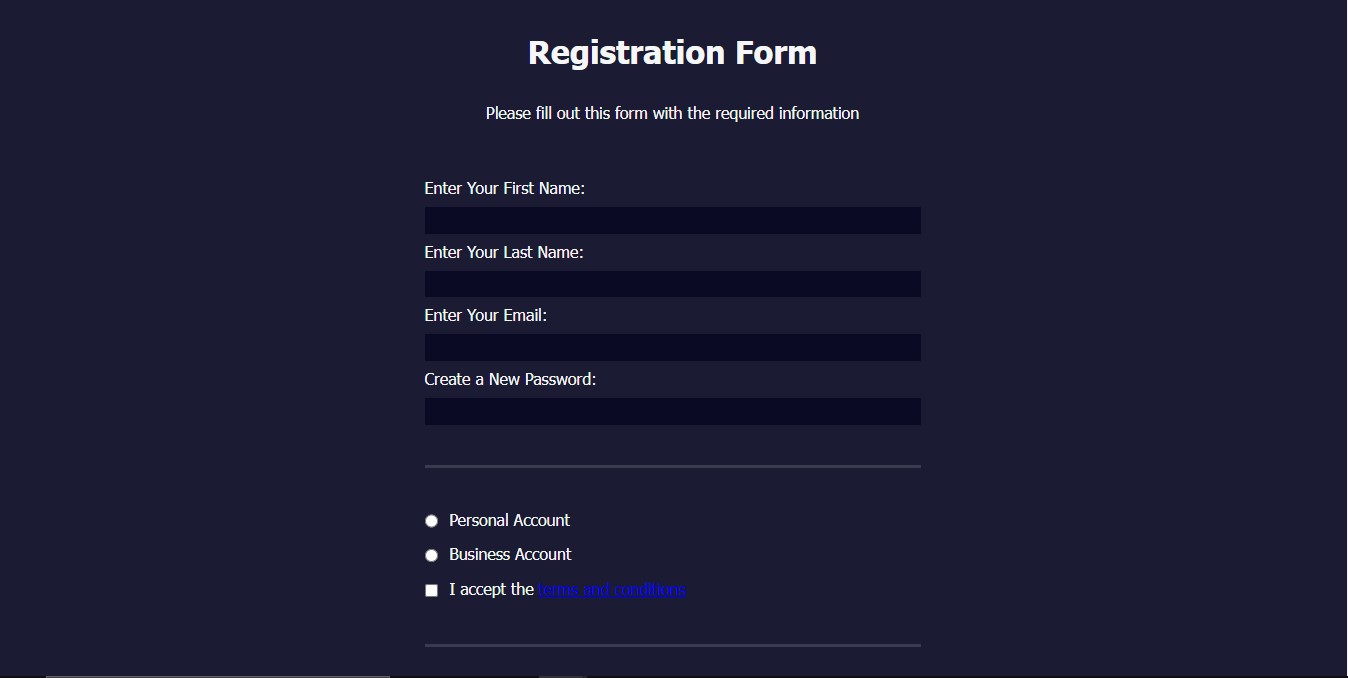 Registration Form
Please fill out this form with the required information
Enter Your First Name:
Enter Your Last Name:
Enter Your Email:
Create a New Password:
Personal Account
Business Account
I accept the terms and conditions